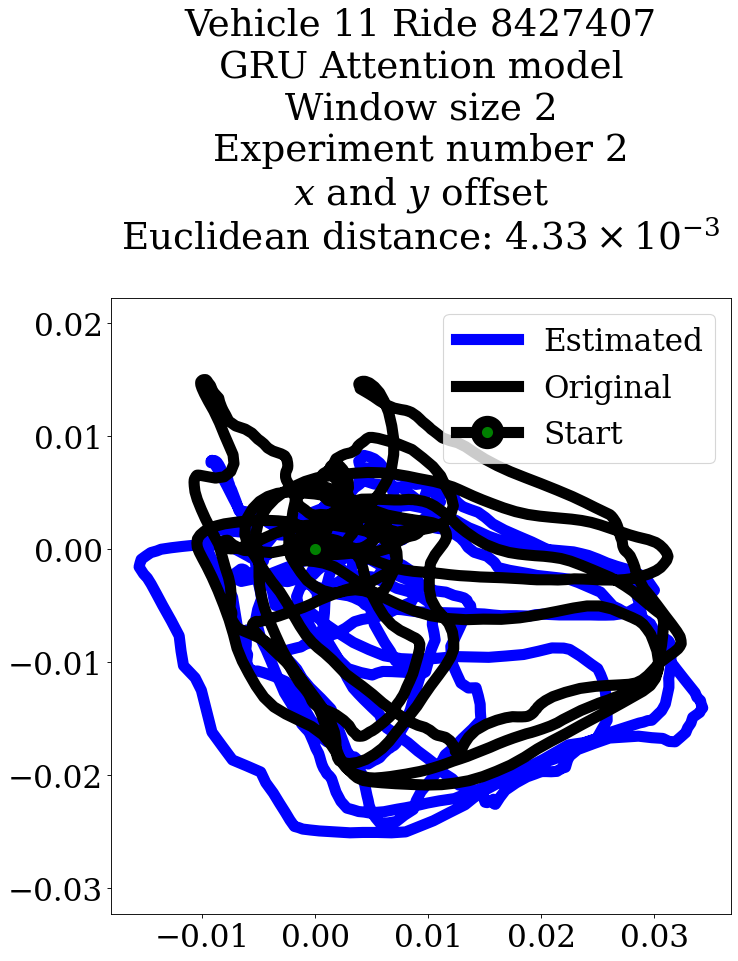 Vehicle 11 Ride 8427407
GRU Attention model
Window size 2
Experiment number 2
x and y offset
Euclidean distance: 4.33 × 10⁻³
Estimated
Original
Start
0.02
0.01
0.00
−0.01
−0.02
−0.03
−0.01 0.00 0.01 0.02 0.03